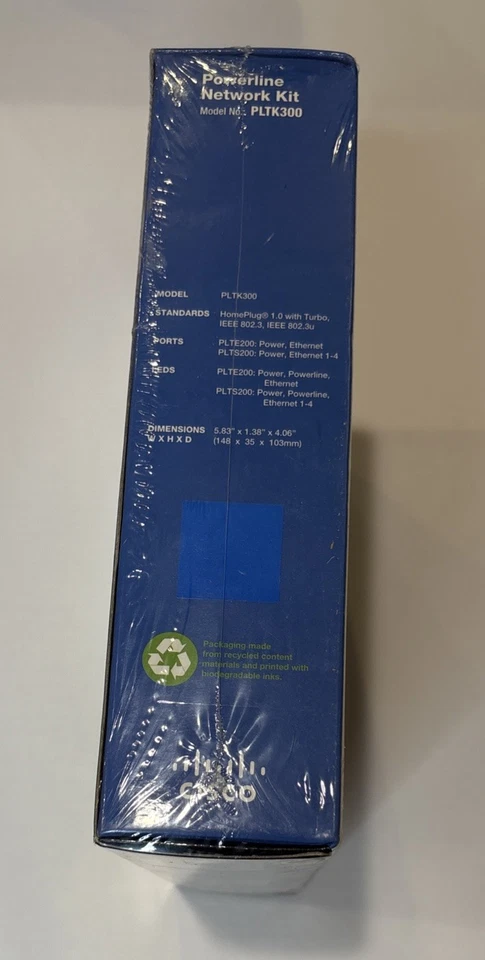 Powerline
Network Kit
Model No.: PLTK300
MODEL PLTK300
STANDARDS HomePlug® 1.0 with Turbo,
IEEE 802.3, IEEE 802.3u
PORTS PLTE200: Power, Ethernet
PLTS200: Power, Ethernet 1-4
LEDS PLTE200: Power, Powerline,
Ethernet
PLTS200: Power, Powerline,
Ethernet 1-4
DIMENSIONS 5.83" x 1.38" x 4.06"
W X H X D (148 x 35 x 103mm)
Packaging made
from recycled content
materials and printed with
biodegradable inks.
CISCO